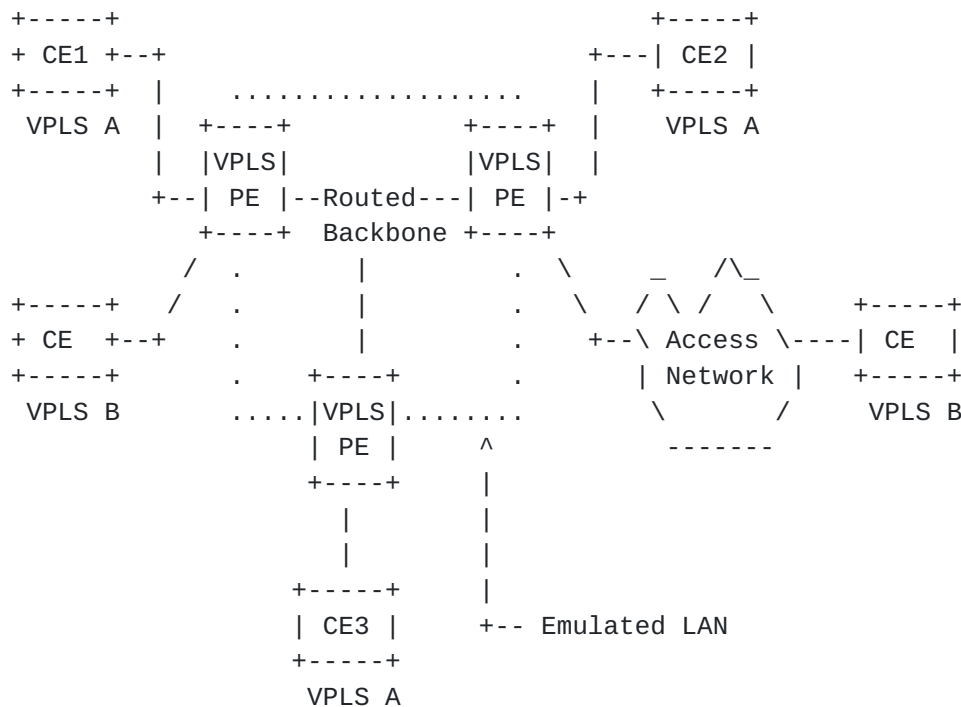 +-----+                                   +-----+
+ CE1 +--+                            +---| CE2 |
+-----+  |    ...................    |   +-----+
 VPLS A  |  +----+           +----+  |    VPLS A
         |  |VPLS|           |VPLS|  |
         +--| PE |--Routed---| PE |-+
            +----+  Backbone +----+
           /  .       |         .  \     _   /\_
+-----+   /   .       |         .   \   / \ /   \     +-----+
+ CE  +--+    .       |         .    +--\ Access \----| CE  |
+-----+       .    +----+       .       | Network |   +-----+
 VPLS B       .....|VPLS|........        \       /     VPLS B
                   | PE |     ^           -------
                   +----+     |
                     |        |
                     |        |
                  +-----+     |
                  | CE3 |     +-- Emulated LAN
                  +-----+
                   VPLS A